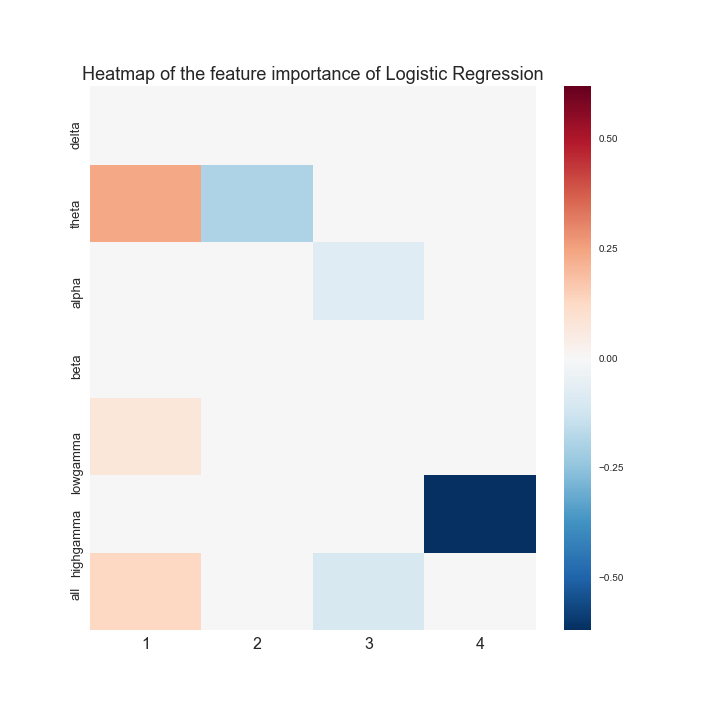 Heatmap of the feature importance of Logistic Regression
delta
theta
alpha
beta
lowgamma
highgamma
all
1 2 3 4
0.50
0.25
0.00
−0.25
−0.50